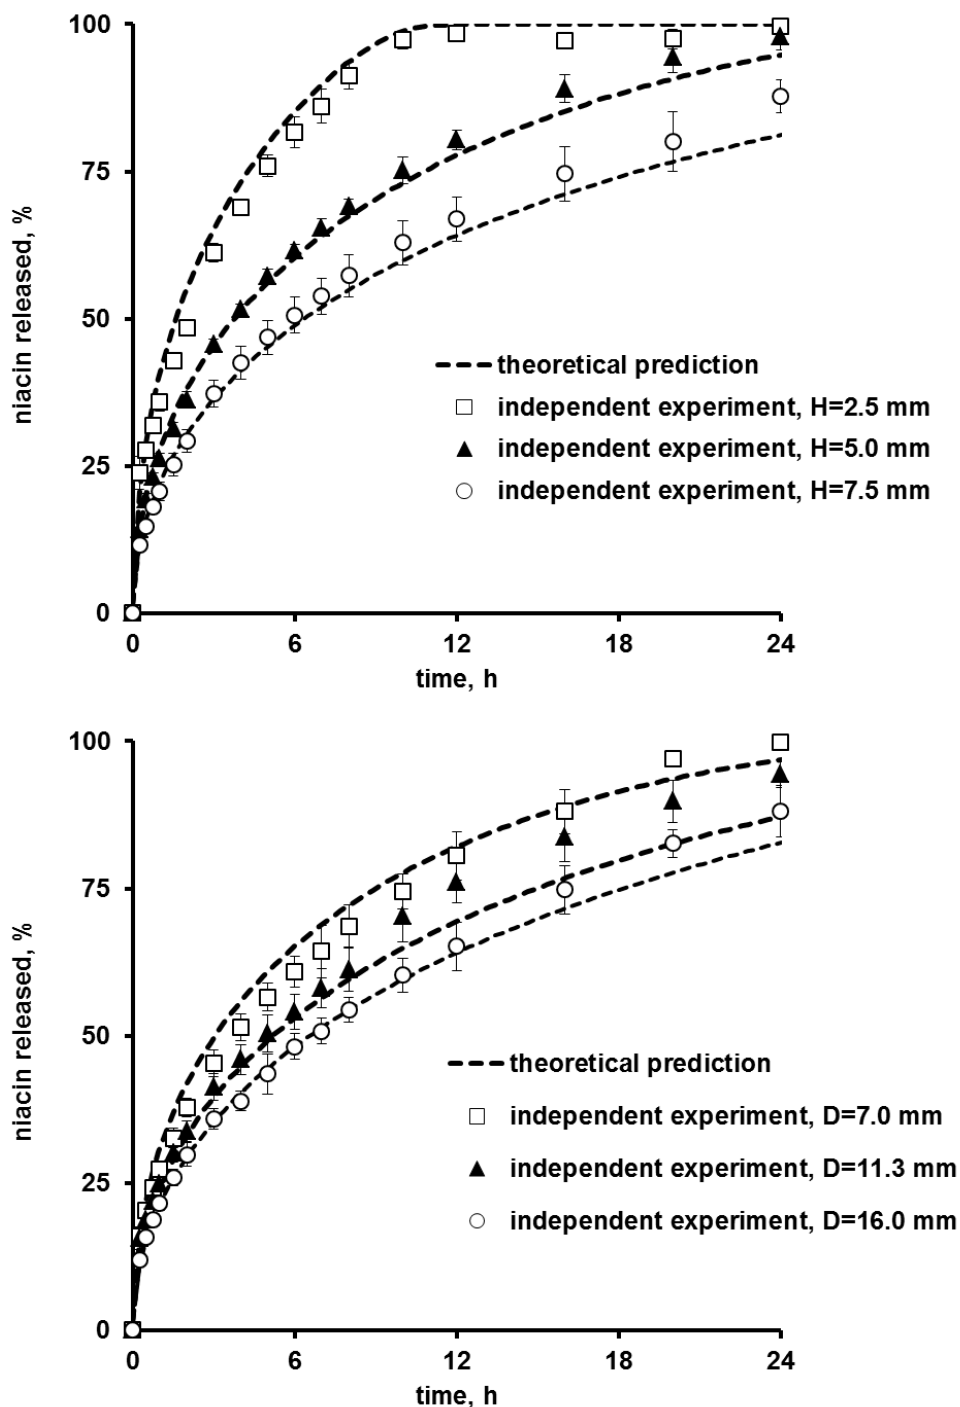 100
75
50
25
0
niacin released, %
theoretical prediction
independent experiment, H=2.5 mm
independent experiment, H=5.0 mm
independent experiment, H=7.5 mm
0 6 12 18 24
time, h
100
75
50
25
0
niacin released, %
theoretical prediction
independent experiment, D=7.0 mm
independent experiment, D=11.3 mm
independent experiment, D=16.0 mm
0 6 12 18 24
time, h